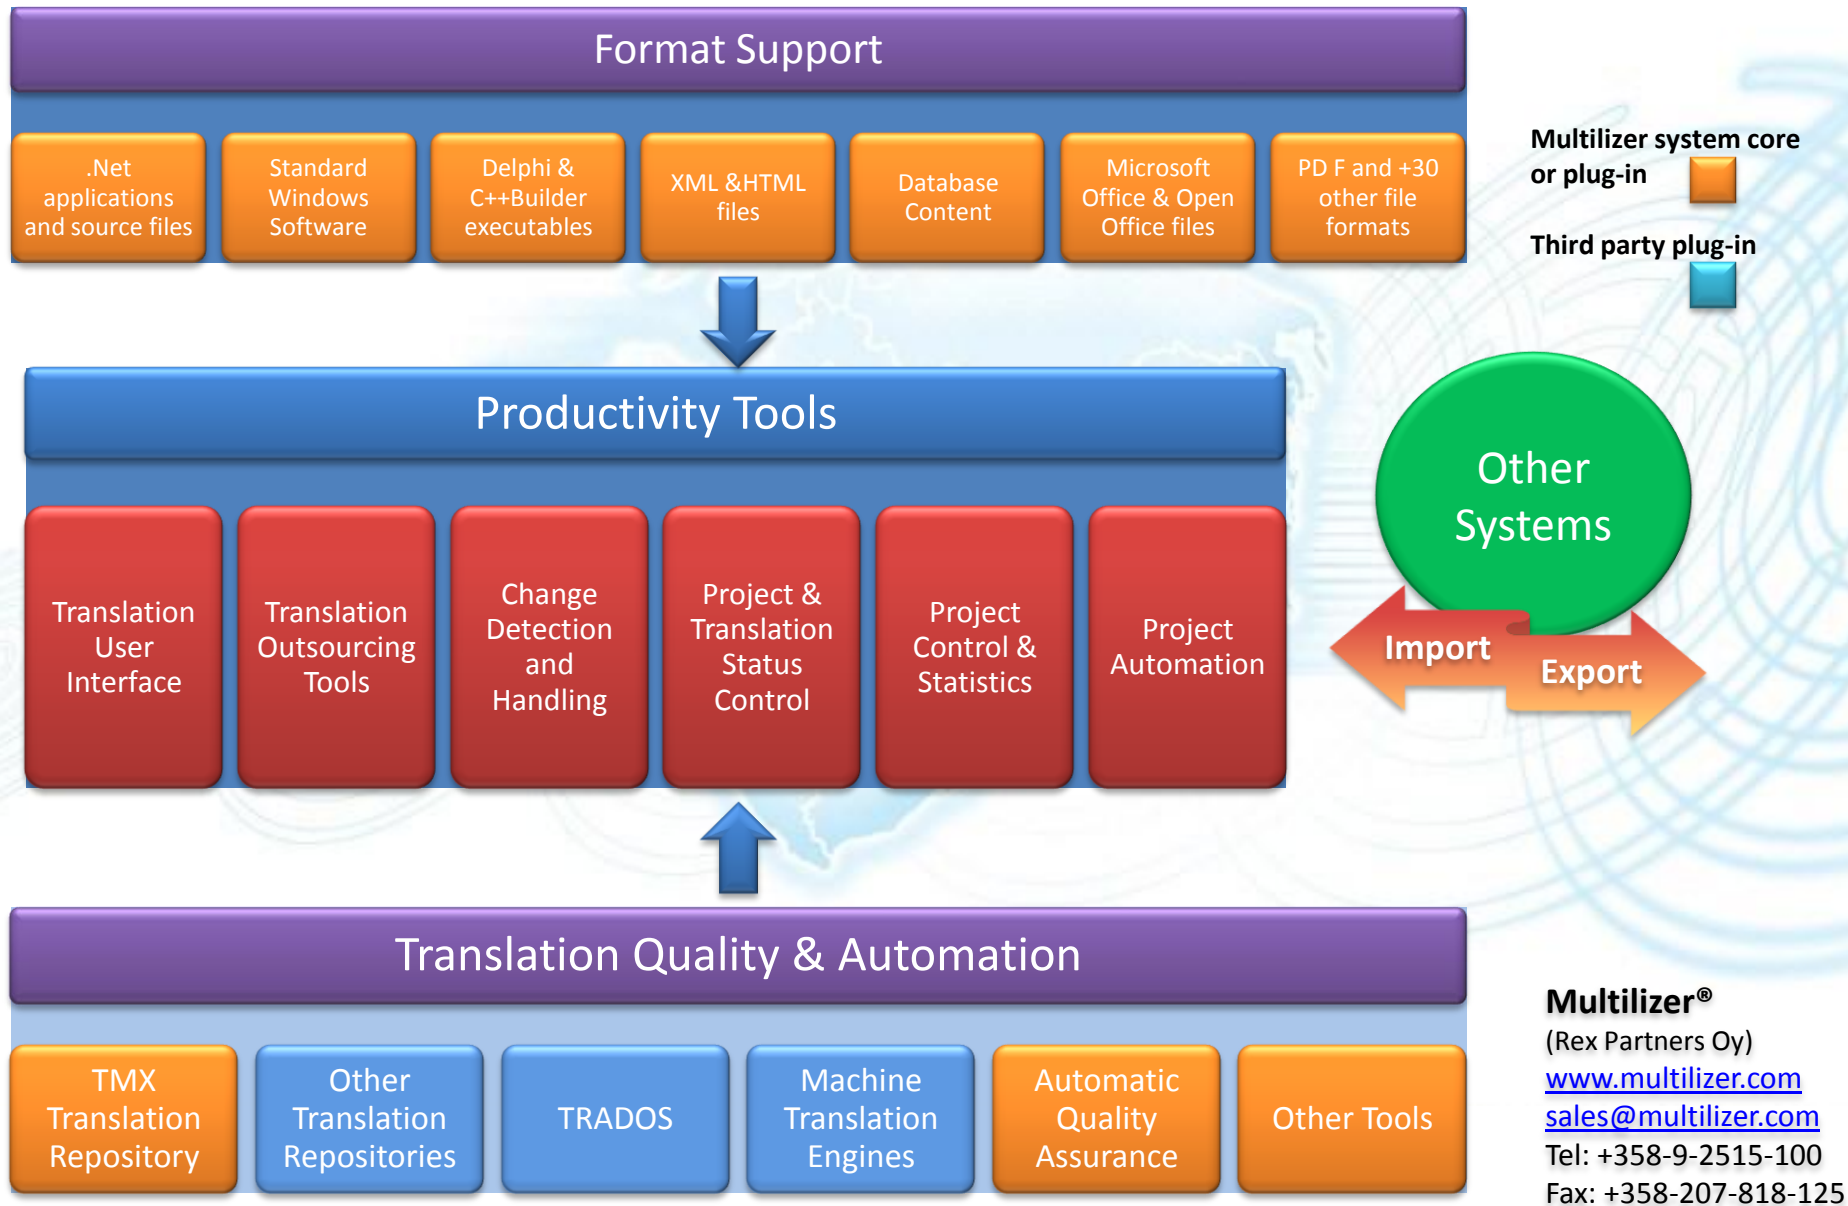 Format Support
.Net
applications
and source files
Standard
Windows
Software
Delphi &
C++Builder
executables
XML &HTML
files
Database
Content
Microsoft
Office & Open
Office files
PD F and +30
other file
formats
Multilizer system core
or plug-in
Third party plug-in
Productivity Tools
Translation
User
Interface
Translation
Outsourcing
Tools
Change
Detection
and
Handling
Project &
Translation
Status
Control
Project
Control &
Statistics
Project
Automation
Other
Systems
Import
Export
Translation Quality & Automation
TMX
Translation
Repository
Other
Translation
Repositories
TRADOS
Machine
Translation
Engines
Automatic
Quality
Assurance
Other Tools
Multilizer®
(Rex Partners Oy)
www.multilizer.com
sales@multilizer.com
Tel: +358-9-2515-100
Fax: +358-207-818-125